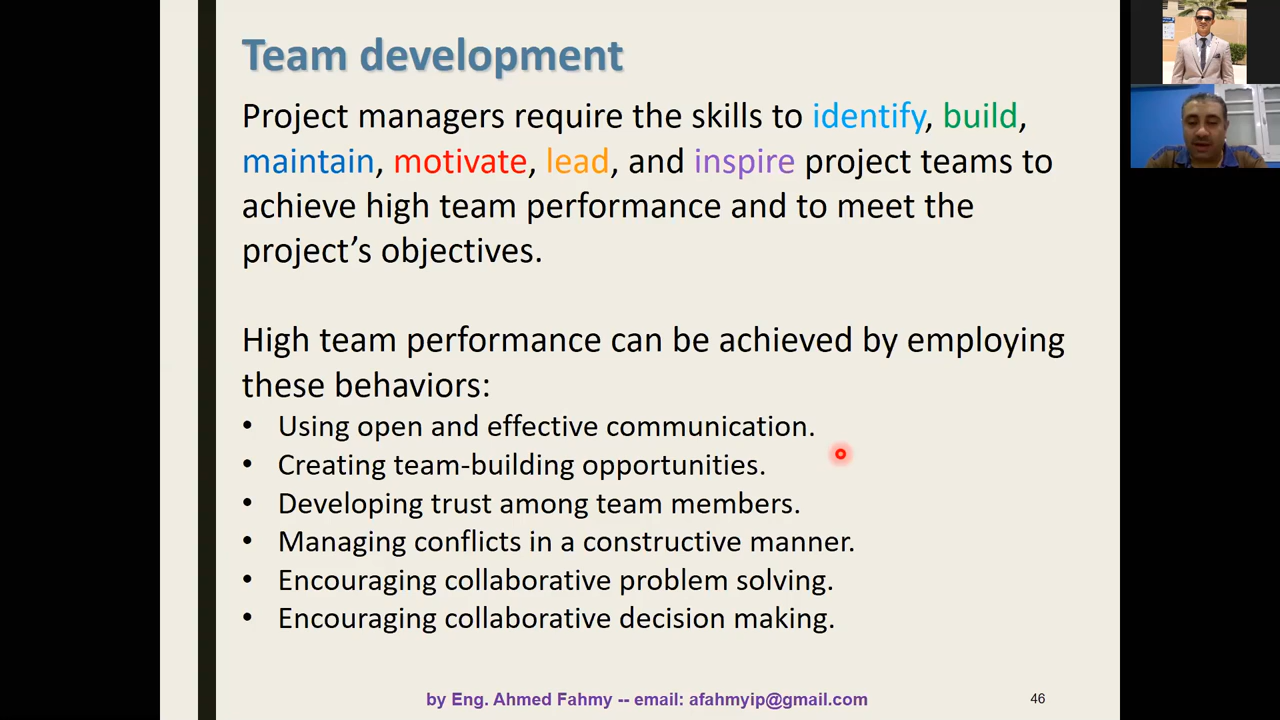 Team development
Project managers require the skills to identify, build,
maintain, motivate, lead, and inspire project teams to
achieve high team performance and to meet the
project’s objectives.
High team performance can be achieved by employing
these behaviors:
• Using open and effective communication.
• Creating team-building opportunities.
• Developing trust among team members.
• Managing conflicts in a constructive manner.
• Encouraging collaborative problem solving.
• Encouraging collaborative decision making.
by Eng. Ahmed Fahmy -- email: afahmyip@gmail.com
46